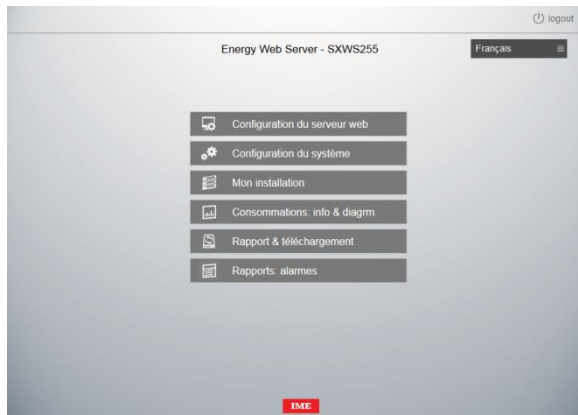 logout
Energy Web Server - SXWS255
Français
Configuration du serveur web
Configuration du système
Mon installation
Consommations: info & diagrm.
Rapport & téléchargement
Rapports: alarmes
IME